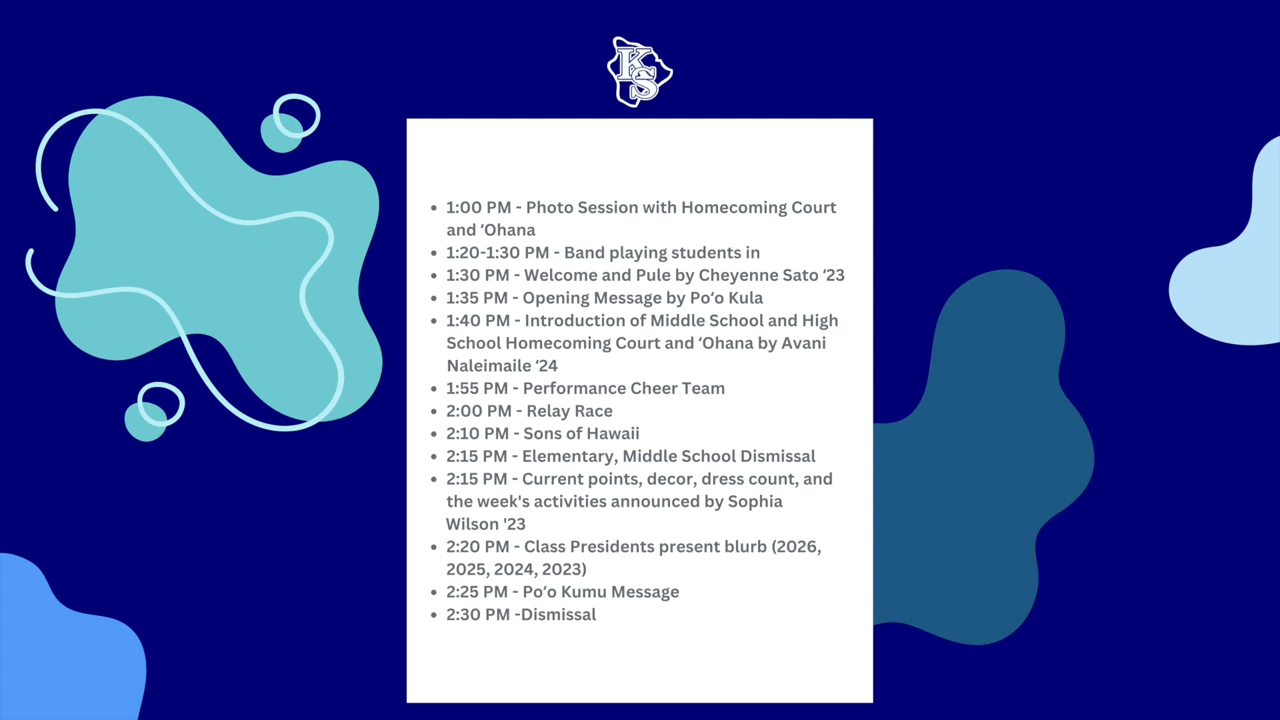 KS
• 1:00 PM - Photo Session with Homecoming Court
and ʻOhana
• 1:20-1:30 PM - Band playing students in
• 1:30 PM - Welcome and Pule by Cheyenne Sato ‘23
• 1:35 PM - Opening Message by Poʻo Kula
• 1:40 PM - Introduction of Middle School and High
School Homecoming Court and ʻOhana by Avani
Naleimaile ‘24
• 1:55 PM - Performance Cheer Team
• 2:00 PM - Relay Race
• 2:10 PM - Sons of Hawaii
• 2:15 PM - Elementary, Middle School Dismissal
• 2:15 PM - Current points, decor, dress count, and
the week's activities announced by Sophia
Wilson '23
• 2:20 PM - Class Presidents present blurb (2026,
2025, 2024, 2023)
• 2:25 PM - Poʻo Kumu Message
• 2:30 PM -Dismissal